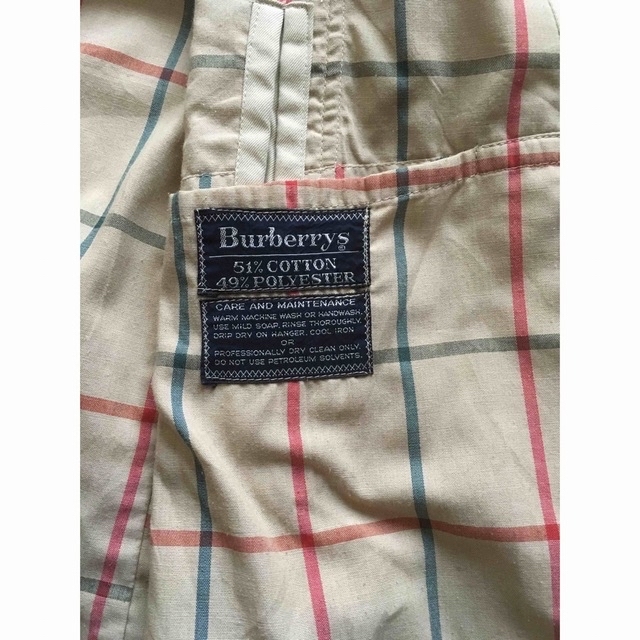 Burberrys®
51% COTTON
49% POLYESTER
CARE AND MAINTENANCE
WARM MACHINE WASH OR HANDWASH.
USE MILD SOAP. RINSE THOROUGHLY.
DRIP DRY ON HANGER. COOL IRON
OR
PROFESSIONALLY DRY CLEAN ONLY.
DO NOT USE PETROLEUM SOLVENTS.